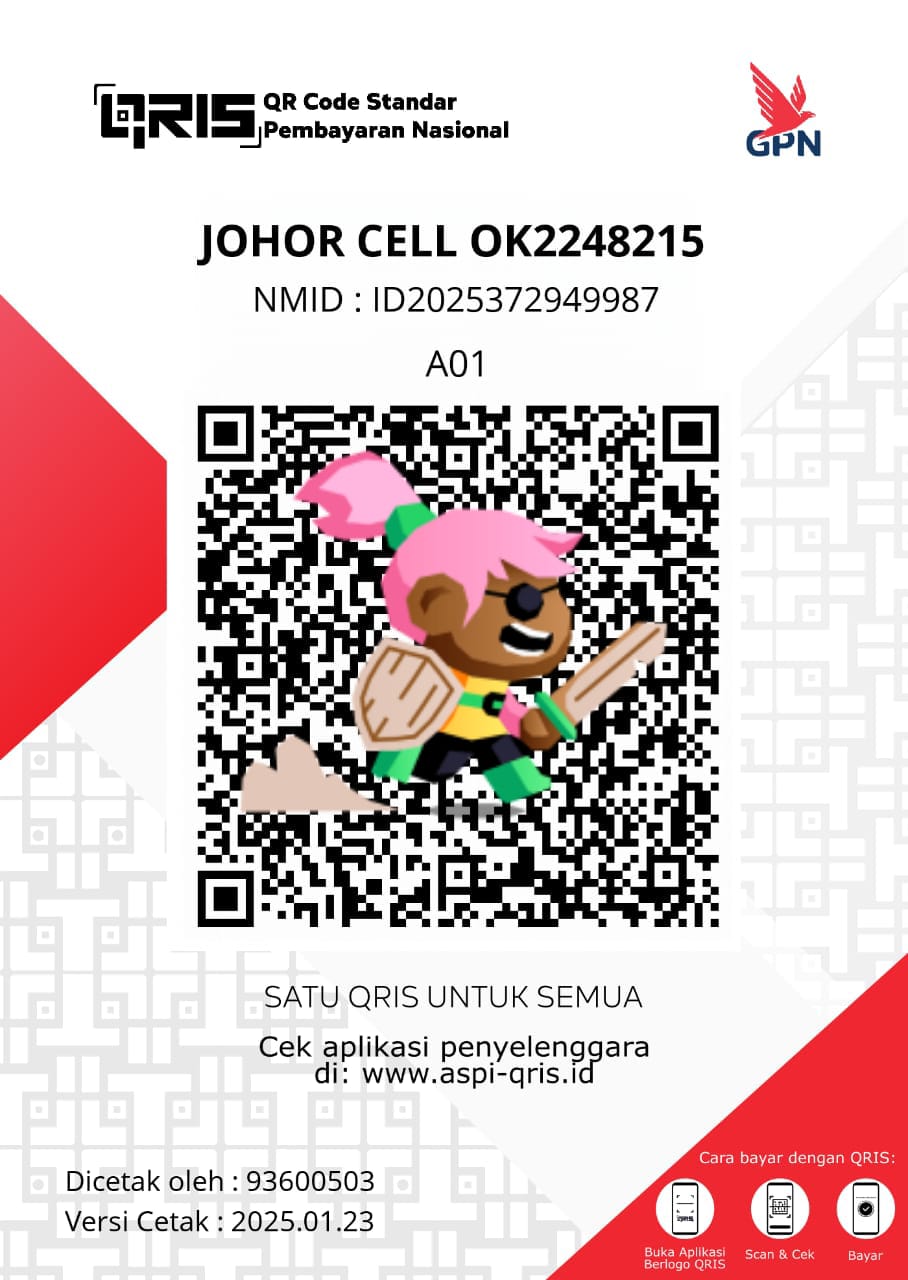 QRIS QR Code Standar
Pembayaran Nasional
GPN
JOHOR CELL OK2248215
NMID : ID2025372949987
A01
SATU QRIS UNTUK SEMUA
Cek aplikasi penyelenggara
di: www.aspi-qris.id
Dicetak oleh : 93600503
Versi Cetak : 2025.01.23
Cara bayar dengan QRIS:
Buka Aplikasi
Berlogo QRIS
Scan & Cek
Bayar